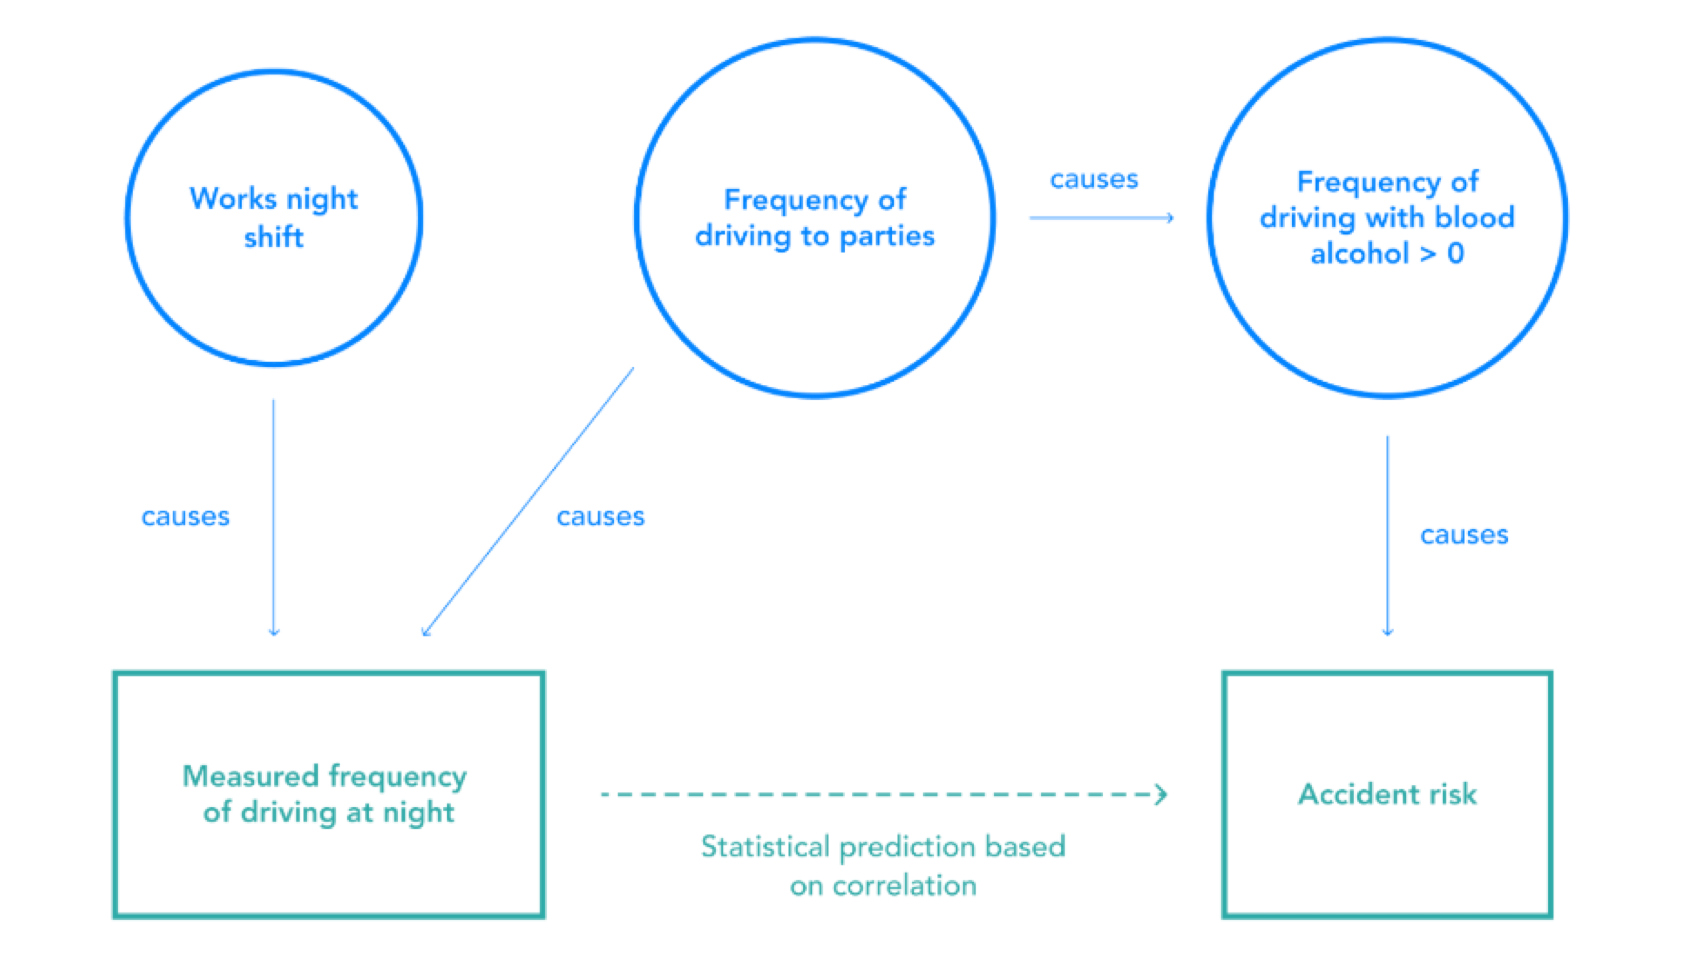 Works night
shift
Frequency of
driving to parties
causes
Frequency of
driving with blood
alcohol > 0
causes
causes
causes
Measured frequency
of driving at night
Statistical prediction based
on correlation
Accident risk